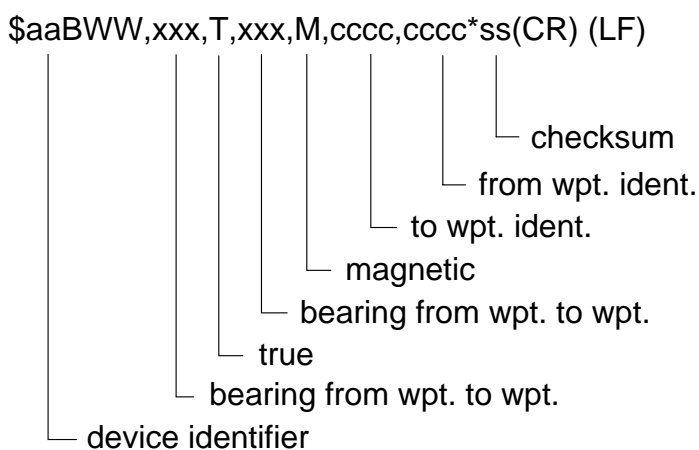 $aaBWW,xxx,T,xxx,M,cccc,cccc*ss(CR) (LF)
checksum
from wpt. ident.
to wpt. ident.
magnetic
bearing from wpt. to wpt.
true
bearing from wpt. to wpt.
device identifier